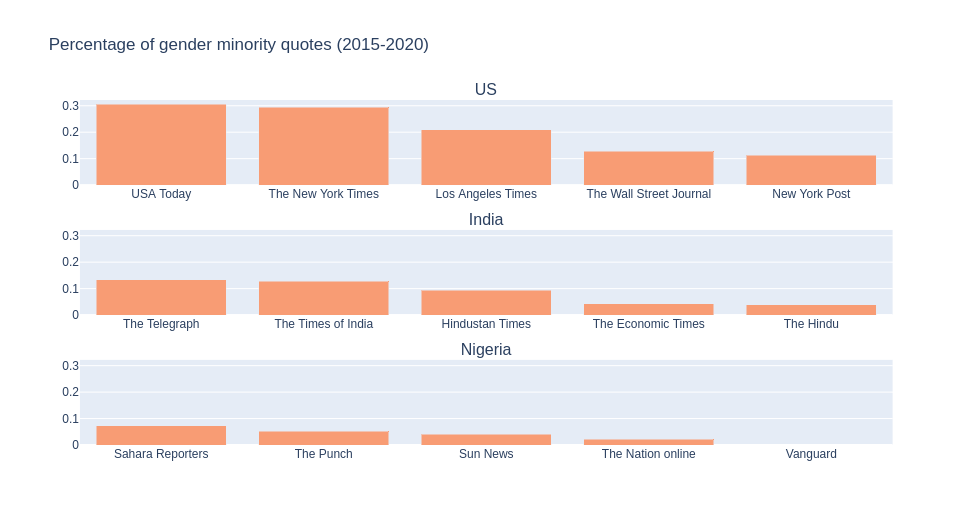 Percentage of gender minority quotes (2015-2020)
US
0.3
0.2
0.1
0
USA Today The New York Times Los Angeles Times The Wall Street Journal New York Post
India
0.3
0.2
0.1
0
The Telegraph The Times of India Hindustan Times The Economic Times The Hindu
Nigeria
0.3
0.2
0.1
0
Sahara Reporters The Punch Sun News The Nation online Vanguard